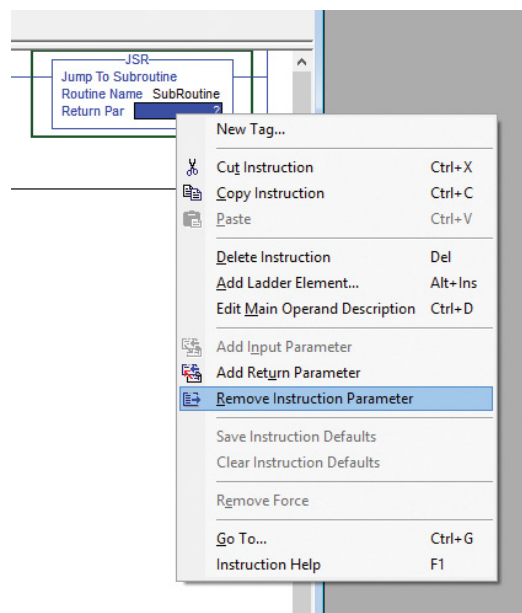 JSR
Jump To Subroutine
Routine Name SubRoutine
Return Par ?
New Tag...
Cut Instruction Ctrl+X
Copy Instruction Ctrl+C
Paste Ctrl+V
Delete Instruction Del
Add Ladder Element... Alt+Ins
Edit Main Operand Description Ctrl+D
Add Input Parameter
Add Return Parameter
Remove Instruction Parameter
Save Instruction Defaults
Clear Instruction Defaults
Remove Force
Go To... Ctrl+G
Instruction Help F1